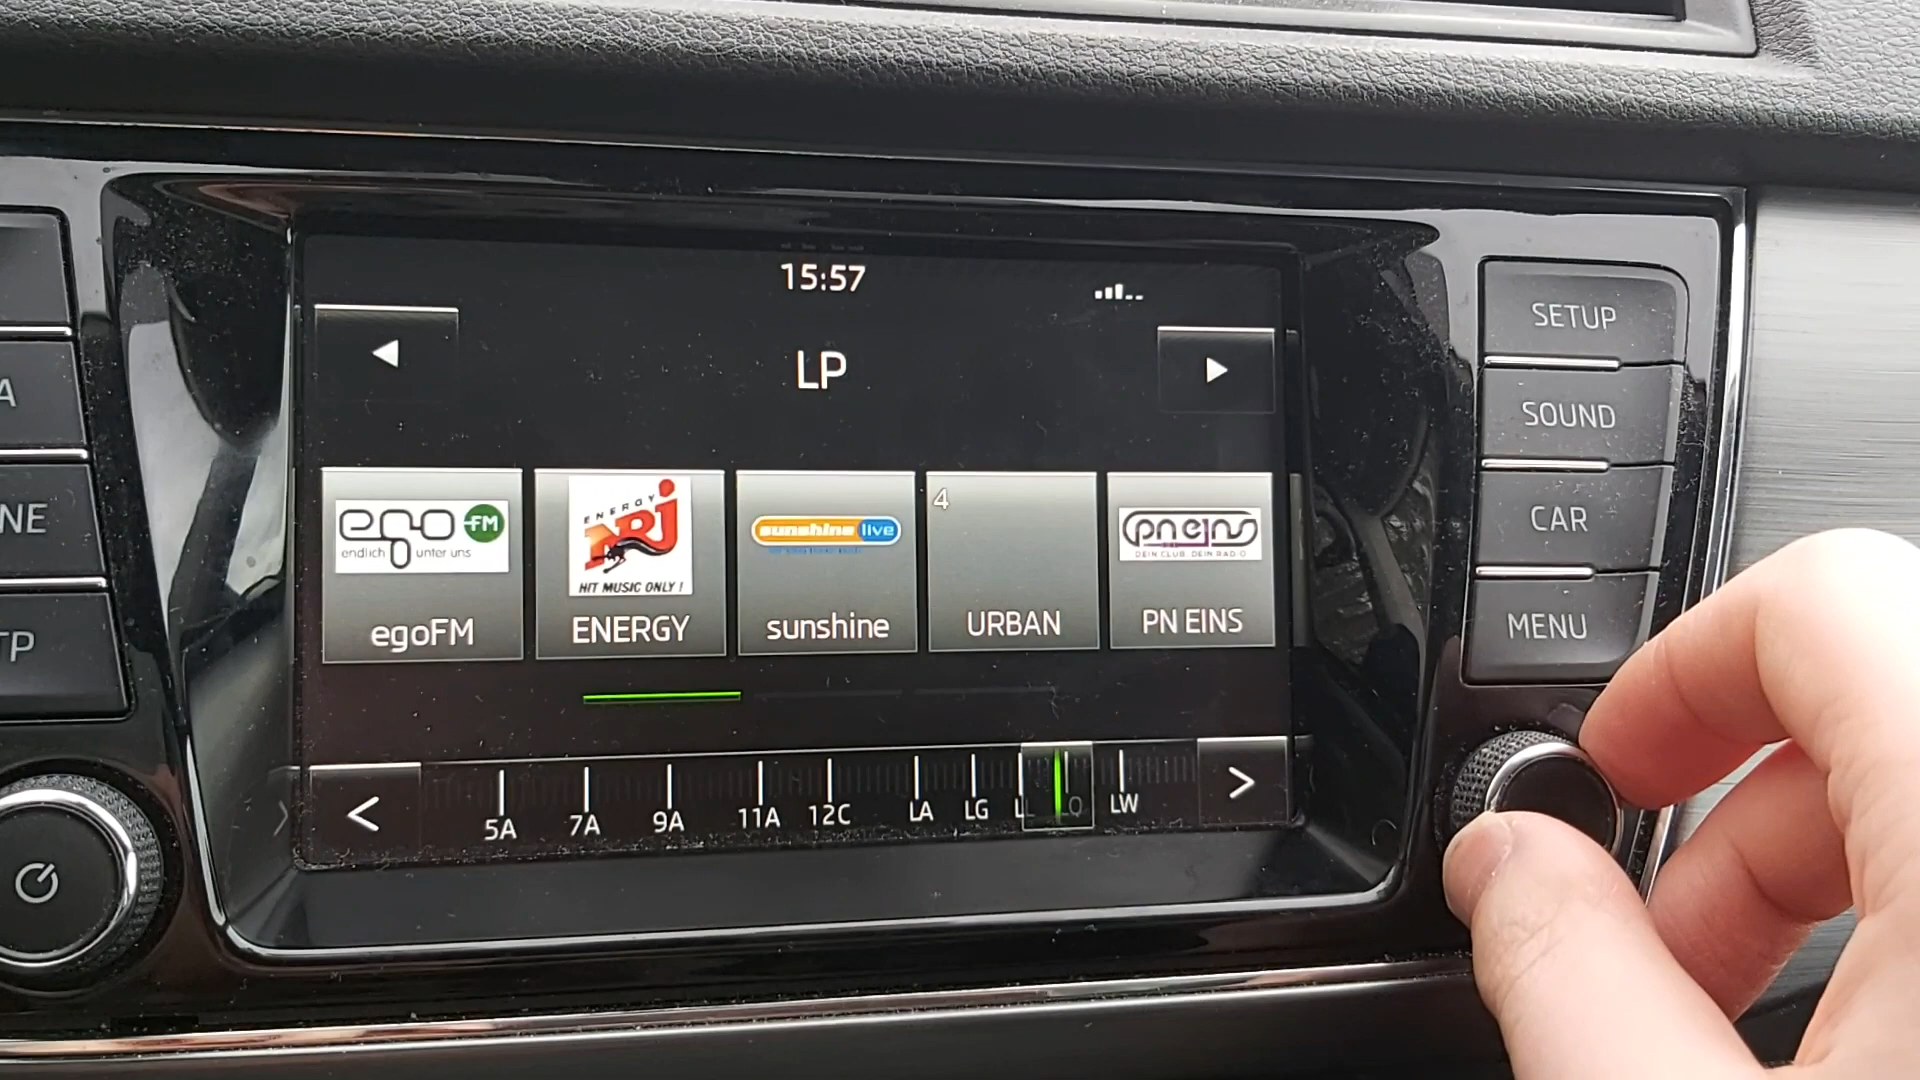 15:57
LP
SETUP
SOUND
CAR
MENU
A
NE
TP
ego FM
endlich unter uns
egoFM
ENERGY
NRJ
HIT MUSIC ONLY !
ENERGY
sunshine live
sunshine
4
URBAN
pn eins
DEIN CLUB. DEIN RADIO
PN EINS
< 5A 7A 9A 11A 12C LA LG LL LQ LW >